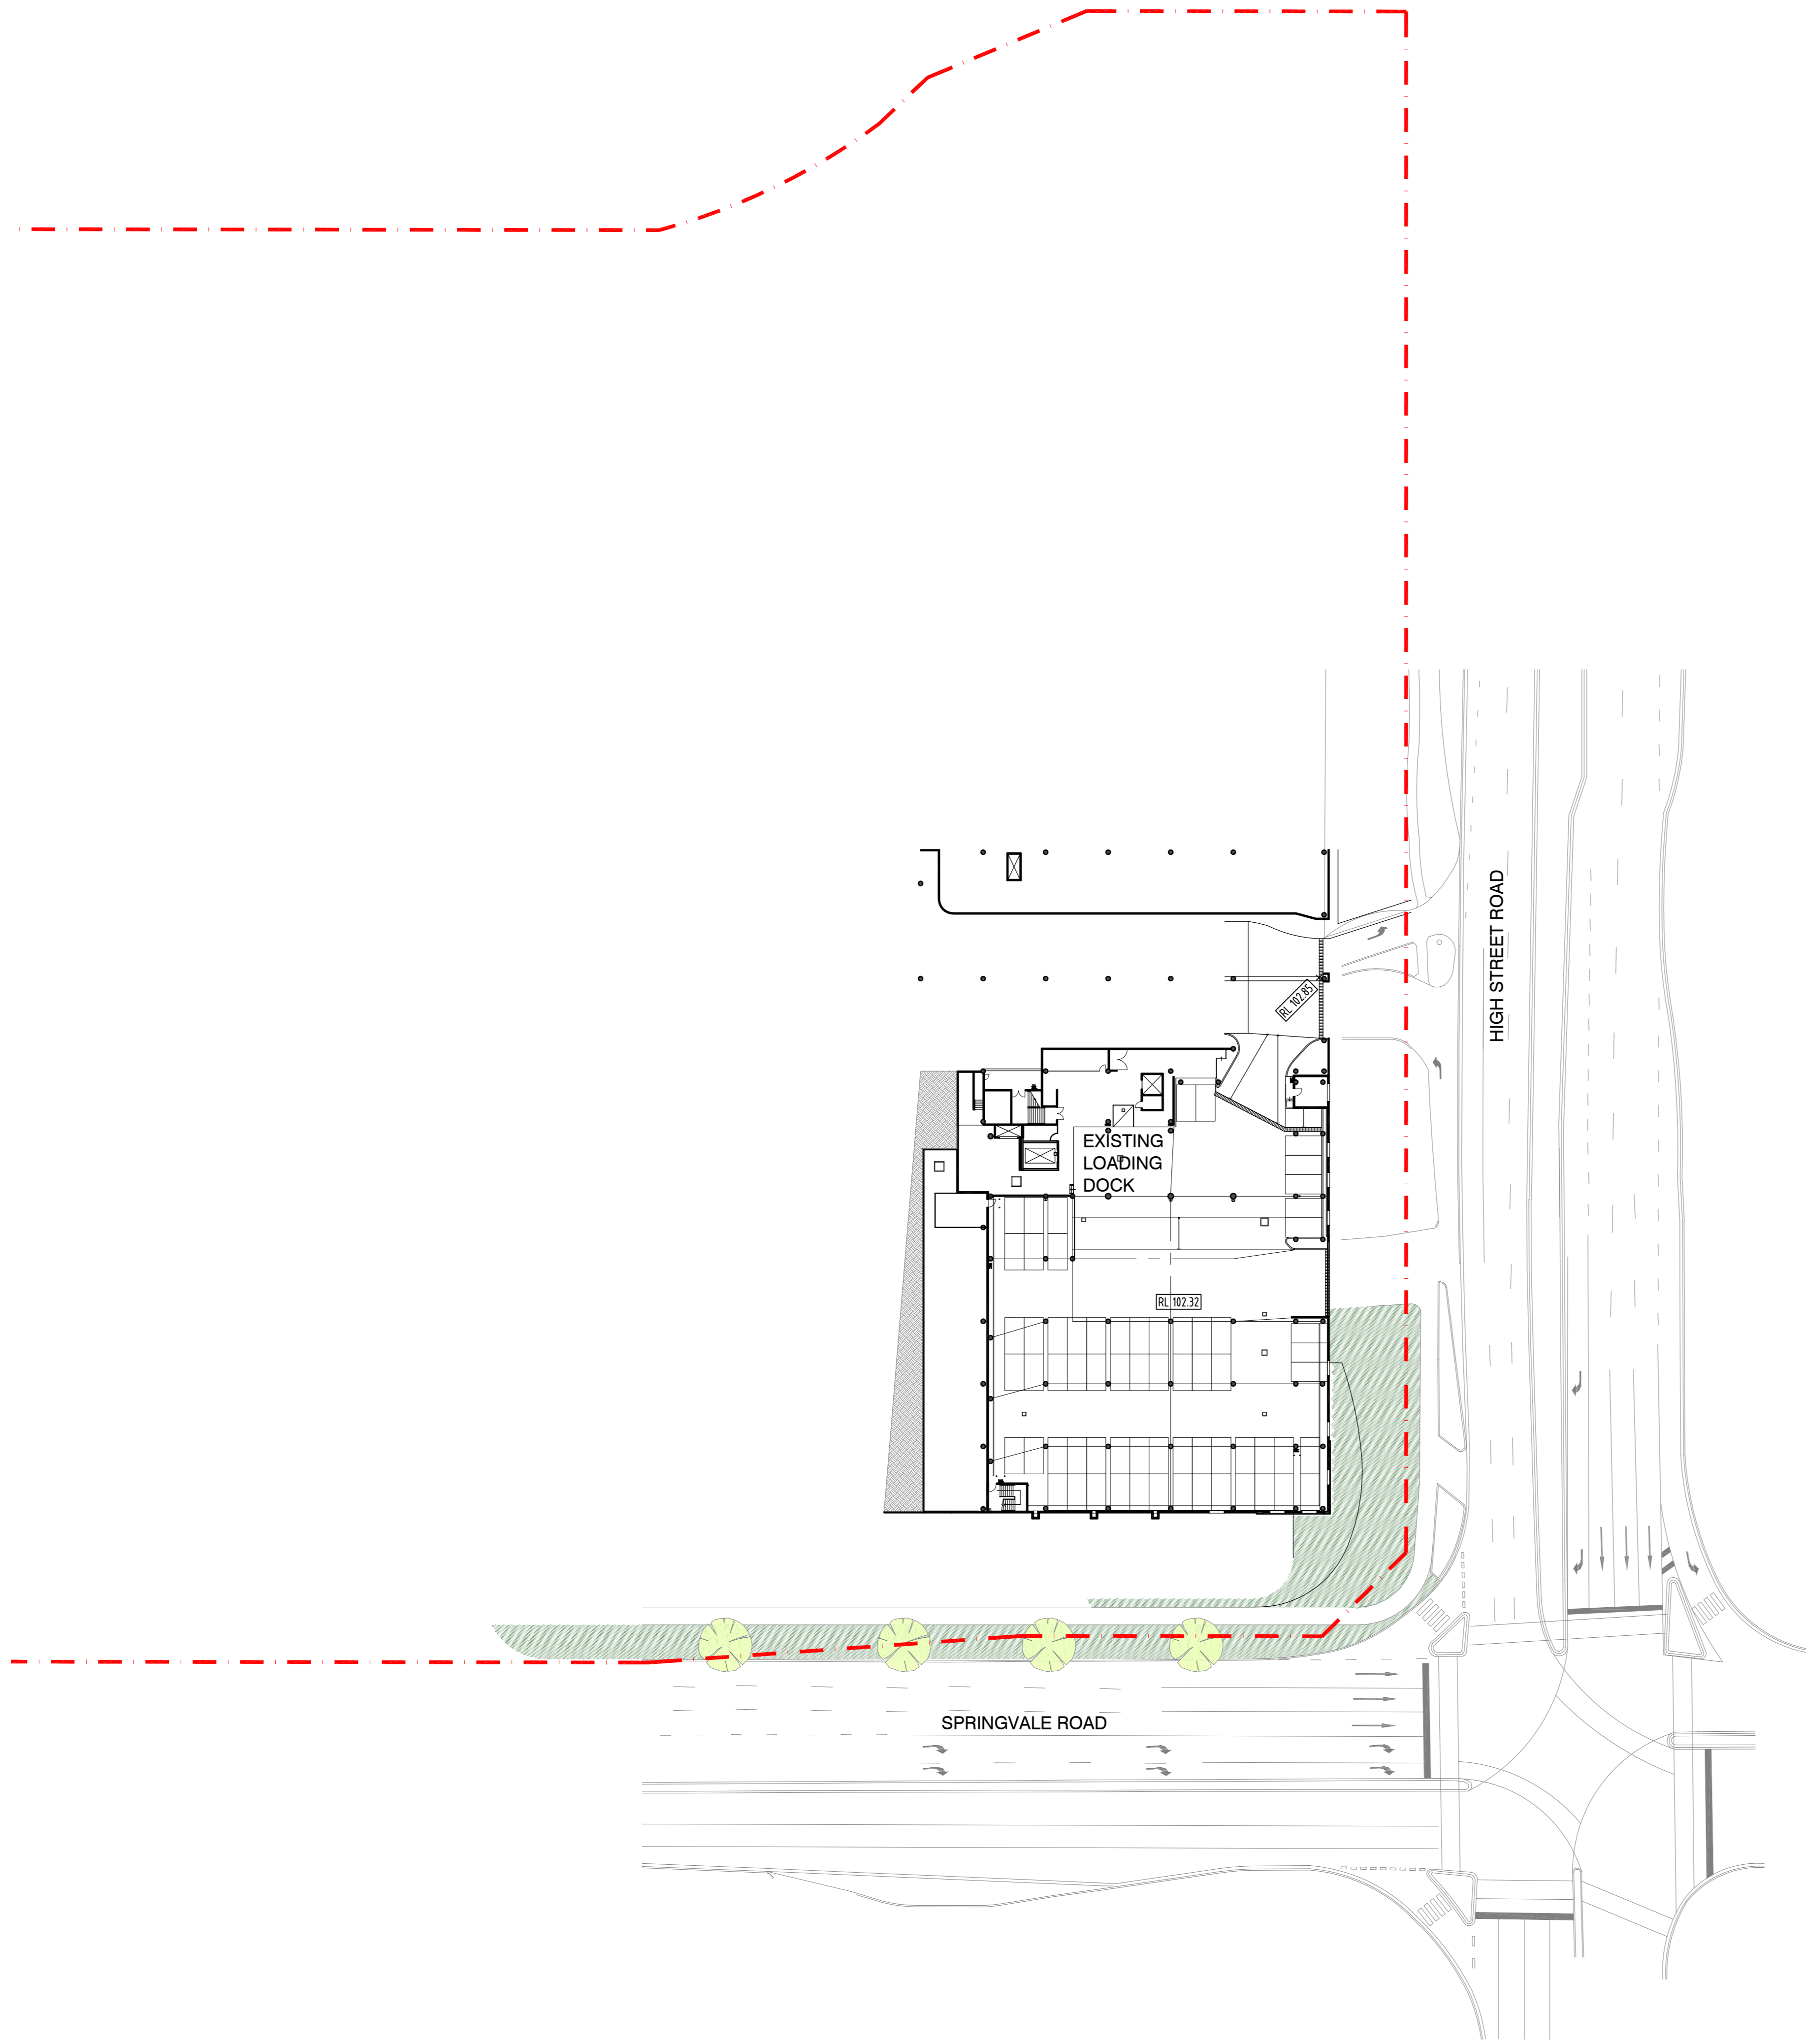 HIGH STREET ROAD
RL 102.85
EXISTING
LOADING
DOCK
RL 102.32
SPRINGVALE ROAD